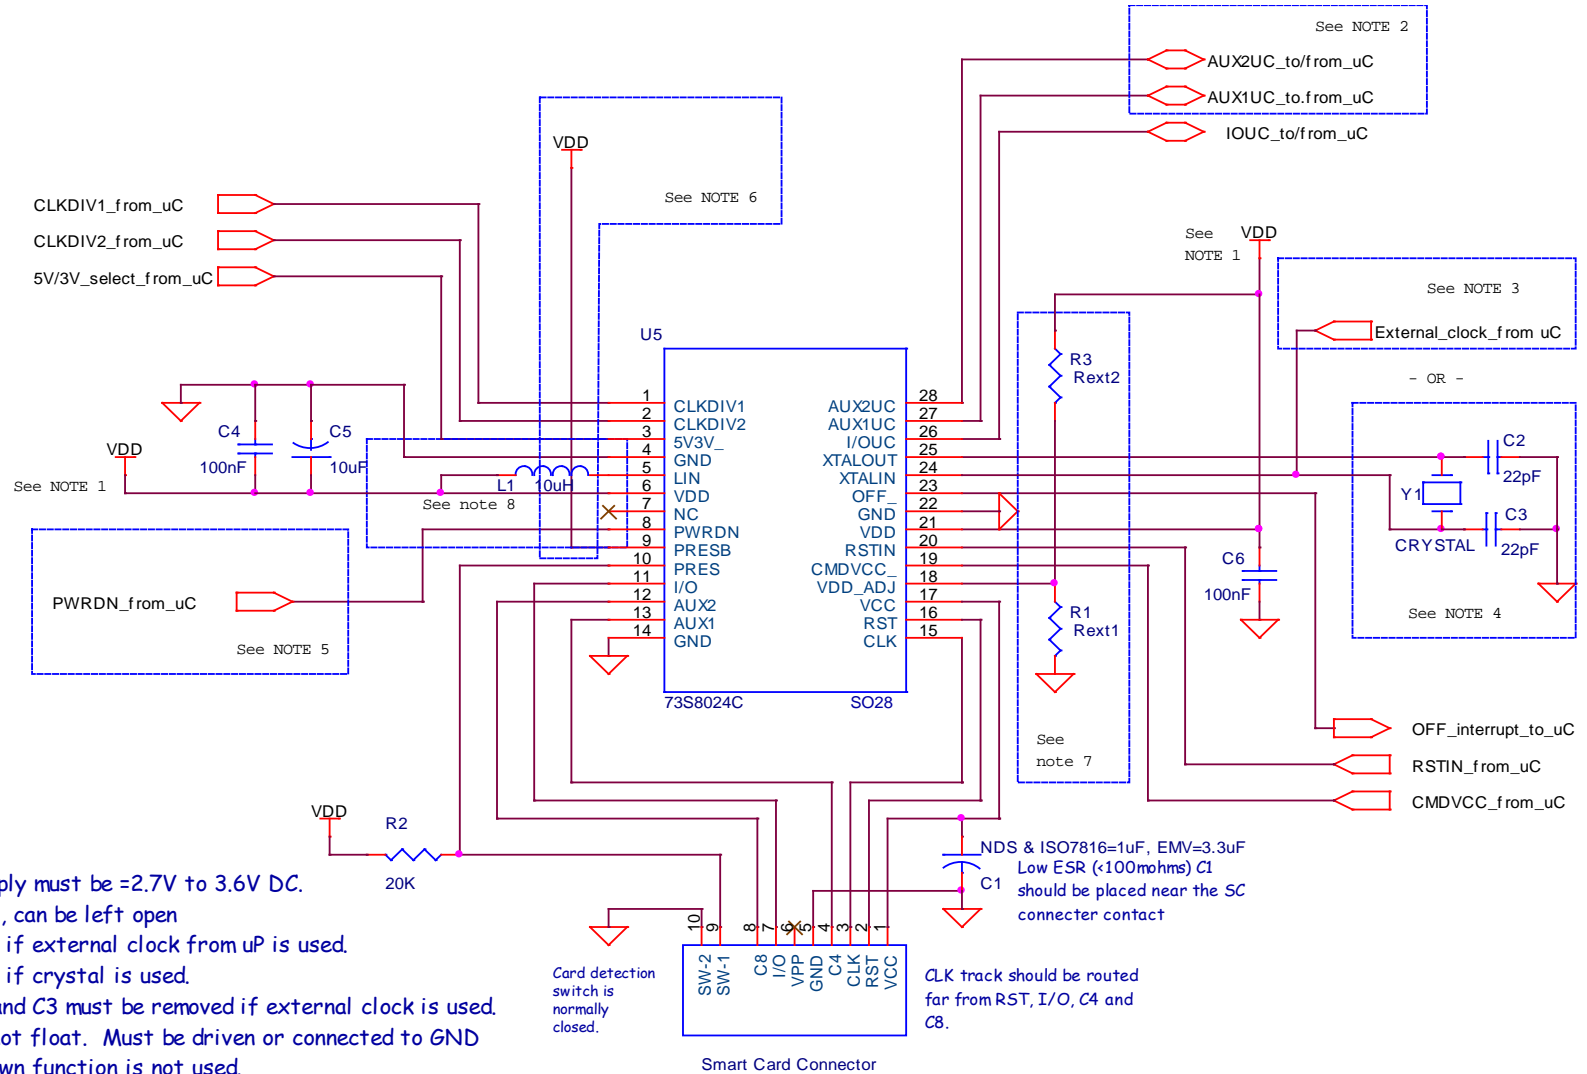 See NOTE 2
AUX2UC_to/from_uC
AUX1UC_to.from_uC
IOUC_to/from_uC
VDD
See NOTE 6
CLKDIV1_from_uC
CLKDIV2_from_uC
5V/3V_select_from_uC
See
NOTE 1
VDD
See NOTE 3
External_clock_from uC
- OR -
U5
R3
Rext2
1
2
3
4
5
6
7
8
9
10
11
12
13
14
CLKDIV1
CLKDIV2
5V3V_
GND
LIN
VDD
NC
PWRDN
PRESB
PRES
I/O
AUX2
AUX1
GND
AUX2UC
AUX1UC
I/OUC
XTALOUT
XTALIN
OFF_
GND
VDD
RSTIN
CMDVCC_
VDD_ADJ
VCC
RST
CLK
28
27
26
25
24
23
22
21
20
19
18
17
16
15
73S8024C
SO28
C4
100nF
C5
10uF
VDD
See NOTE 1
L1
10uH
See note 8
PWRDN_from_uC
See NOTE 5
C2
22pF
Y1
C3
22pF
CRYSTAL
See NOTE 4
C6
100nF
R1
Rext1
See
note 7
OFF_interrupt_to_uC
RSTIN_from_uC
CMDVCC_from_uC
VDD
R2
20K
NDS & ISO7816=1uF, EMV=3.3uF
C1
Low ESR (<100mohms) C1
should be placed near the SC
connecter contact
ply must be =2.7V to 3.6V DC.
, can be left open
if external clock from uP is used.
if crystal is used.
and C3 must be removed if external clock is used.
ot float. Must be driven or connected to GND
wn function is not used.
Card detection
switch is
normally
closed.
10
9
8
7
6
5
4
3
2
1
SW-2
SW-1
C8
I/O
VPP
GND
C4
CLK
RST
VCC
CLK track should be routed
far from RST, I/O, C4 and
C8.
Smart Card Connector